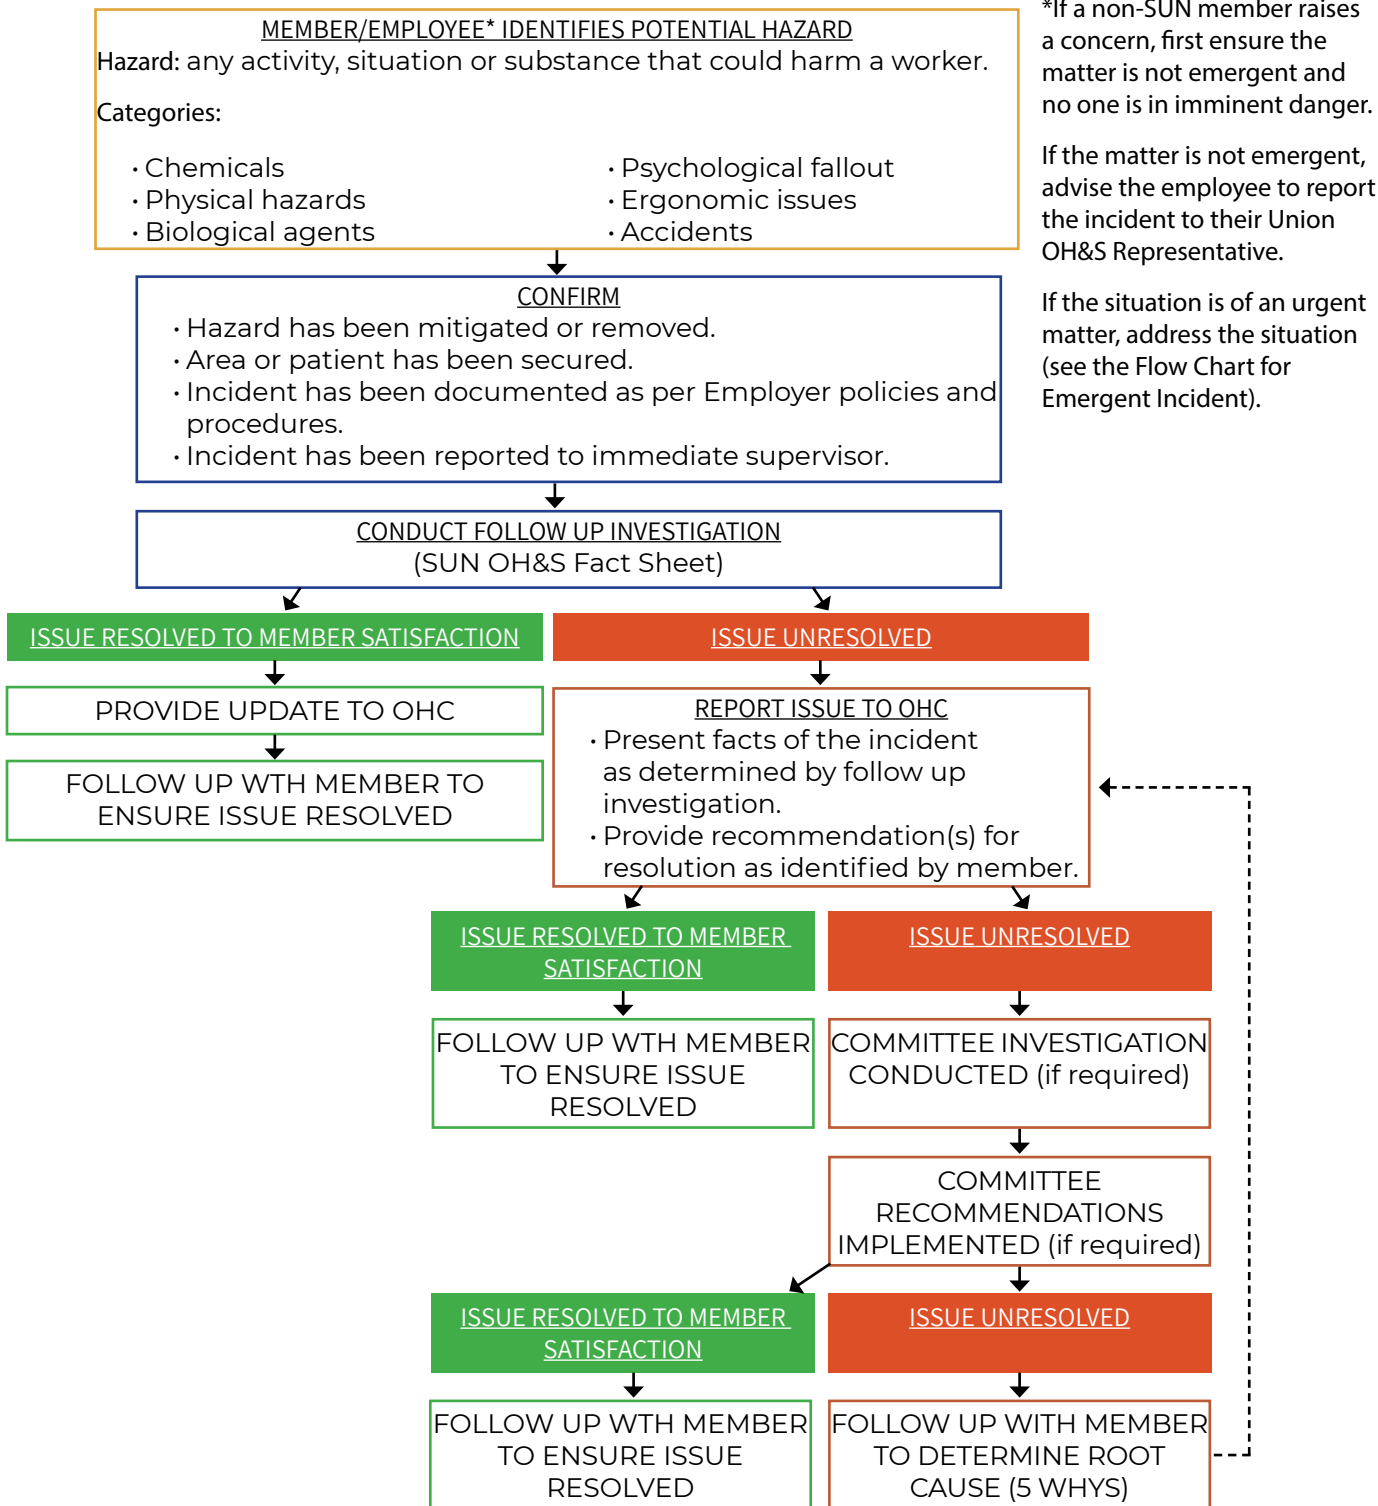 MEMBER/EMPLOYEE* IDENTIFIES POTENTIAL HAZARD
Hazard: any activity, situation or substance that could harm a worker.
Categories:
· Chemicals
· Physical hazards
· Biological agents
· Psychological fallout
· Ergonomic issues
· Accidents
*If a non-SUN member raises
a concern, first ensure the
matter is not emergent and
no one is in imminent danger.
If the matter is not emergent,
advise the employee to report
the incident to their Union
OH&S Representative.
If the situation is of an urgent
matter, address the situation
(see the Flow Chart for
Emergent Incident).
CONFIRM
· Hazard has been mitigated or removed.
· Area or patient has been secured.
· Incident has been documented as per Employer policies and
procedures.
· Incident has been reported to immediate supervisor.
CONDUCT FOLLOW UP INVESTIGATION
(SUN OH&S Fact Sheet)
ISSUE RESOLVED TO MEMBER SATISFACTION
PROVIDE UPDATE TO OHC
FOLLOW UP WTH MEMBER TO
ENSURE ISSUE RESOLVED
ISSUE UNRESOLVED
REPORT ISSUE TO OHC
· Present facts of the incident
as determined by follow up
investigation.
· Provide recommendation(s) for
resolution as identified by member.
ISSUE RESOLVED TO MEMBER
SATISFACTION
FOLLOW UP WTH MEMBER
TO ENSURE ISSUE
RESOLVED
ISSUE UNRESOLVED
COMMITTEE INVESTIGATION
CONDUCTED (if required)
COMMITTEE
RECOMMENDATIONS
IMPLEMENTED (if required)
ISSUE RESOLVED TO MEMBER
SATISFACTION
FOLLOW UP WTH MEMBER
TO ENSURE ISSUE
RESOLVED
ISSUE UNRESOLVED
FOLLOW UP WITH MEMBER
TO DETERMINE ROOT
CAUSE (5 WHYS)